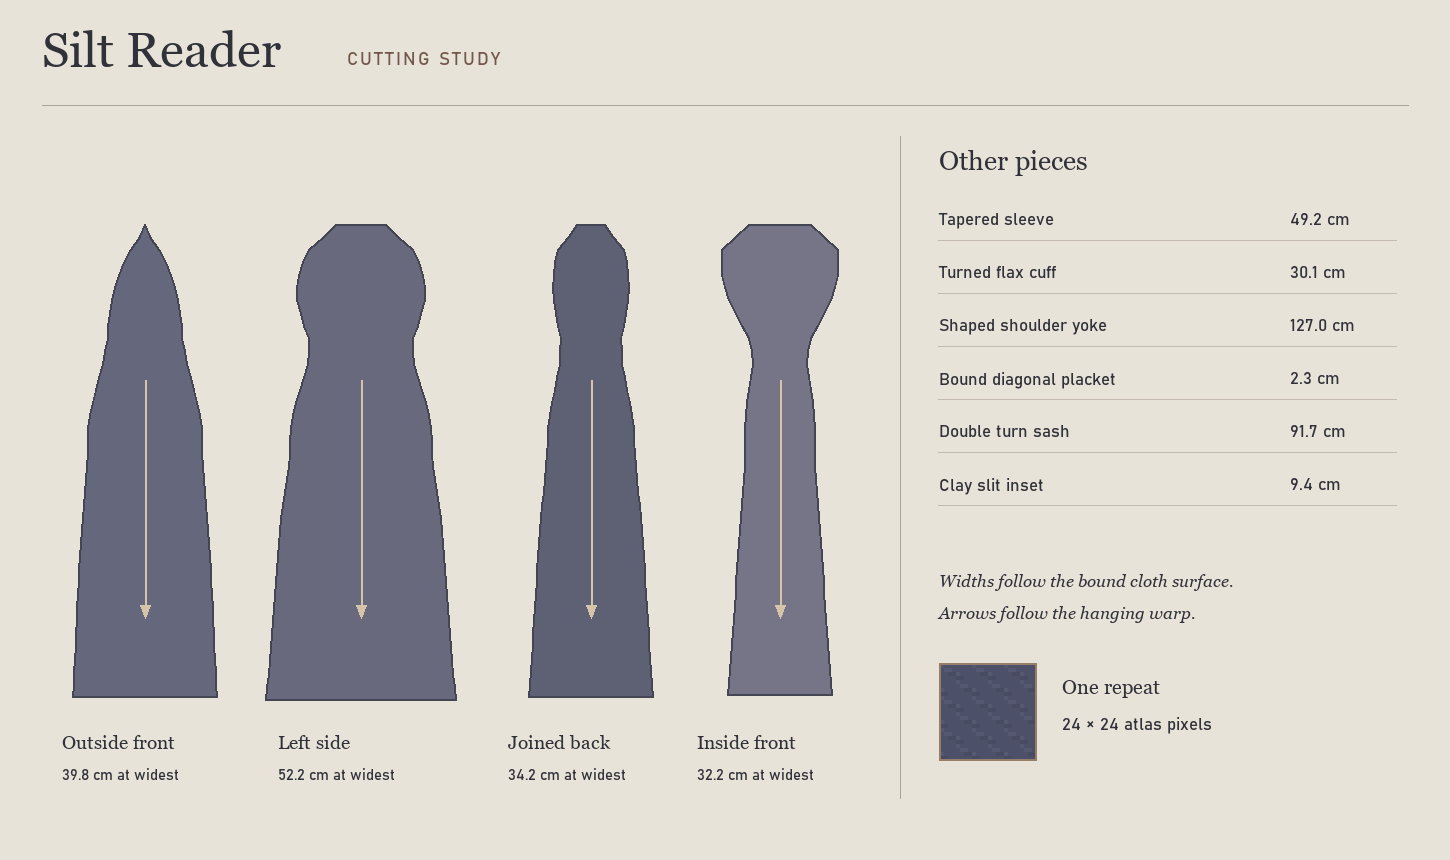 Silt Reader
CUTTING STUDY
Outside front
39.8 cm at widest
Left side
52.2 cm at widest
Joined back
34.2 cm at widest
Inside front
32.2 cm at widest
Other pieces
Tapered sleeve 49.2 cm
Turned flax cuff 30.1 cm
Shaped shoulder yoke 127.0 cm
Bound diagonal placket 2.3 cm
Double turn sash 91.7 cm
Clay slit inset 9.4 cm
Widths follow the bound cloth surface.
Arrows follow the hanging warp.
One repeat
24 × 24 atlas pixels